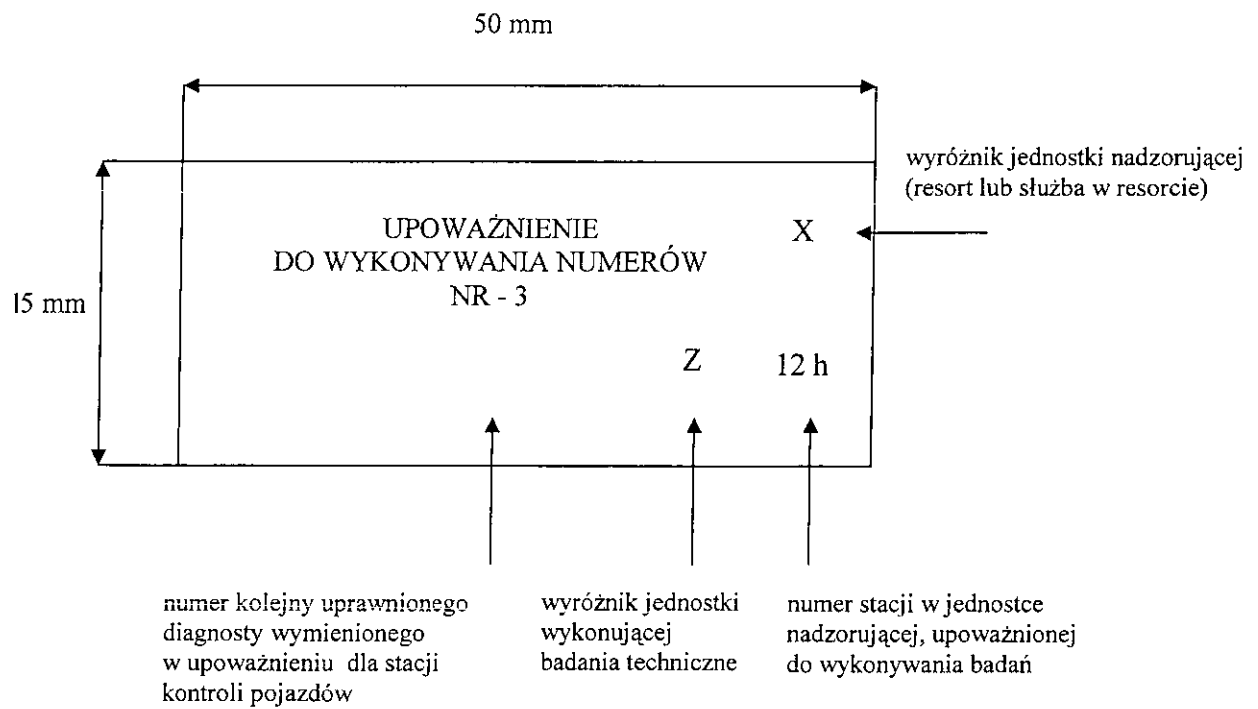 50 mm
wyróżnik jednostki nadzorującej
(resort lub służba w resorcie)
UPOWAŻNIENIE
DO WYKONYWANIA NUMERÓW
NR - 3
X
15 mm
Z
12 h
numer kolejny uprawnionego
diagnosty wymienionego
w upoważnieniu dla stacji
kontroli pojazdów
wyróżnik jednostki
wykonującej
badania techniczne
numer stacji w jednostce
nadzorującej, upoważnionej
do wykonywania badań